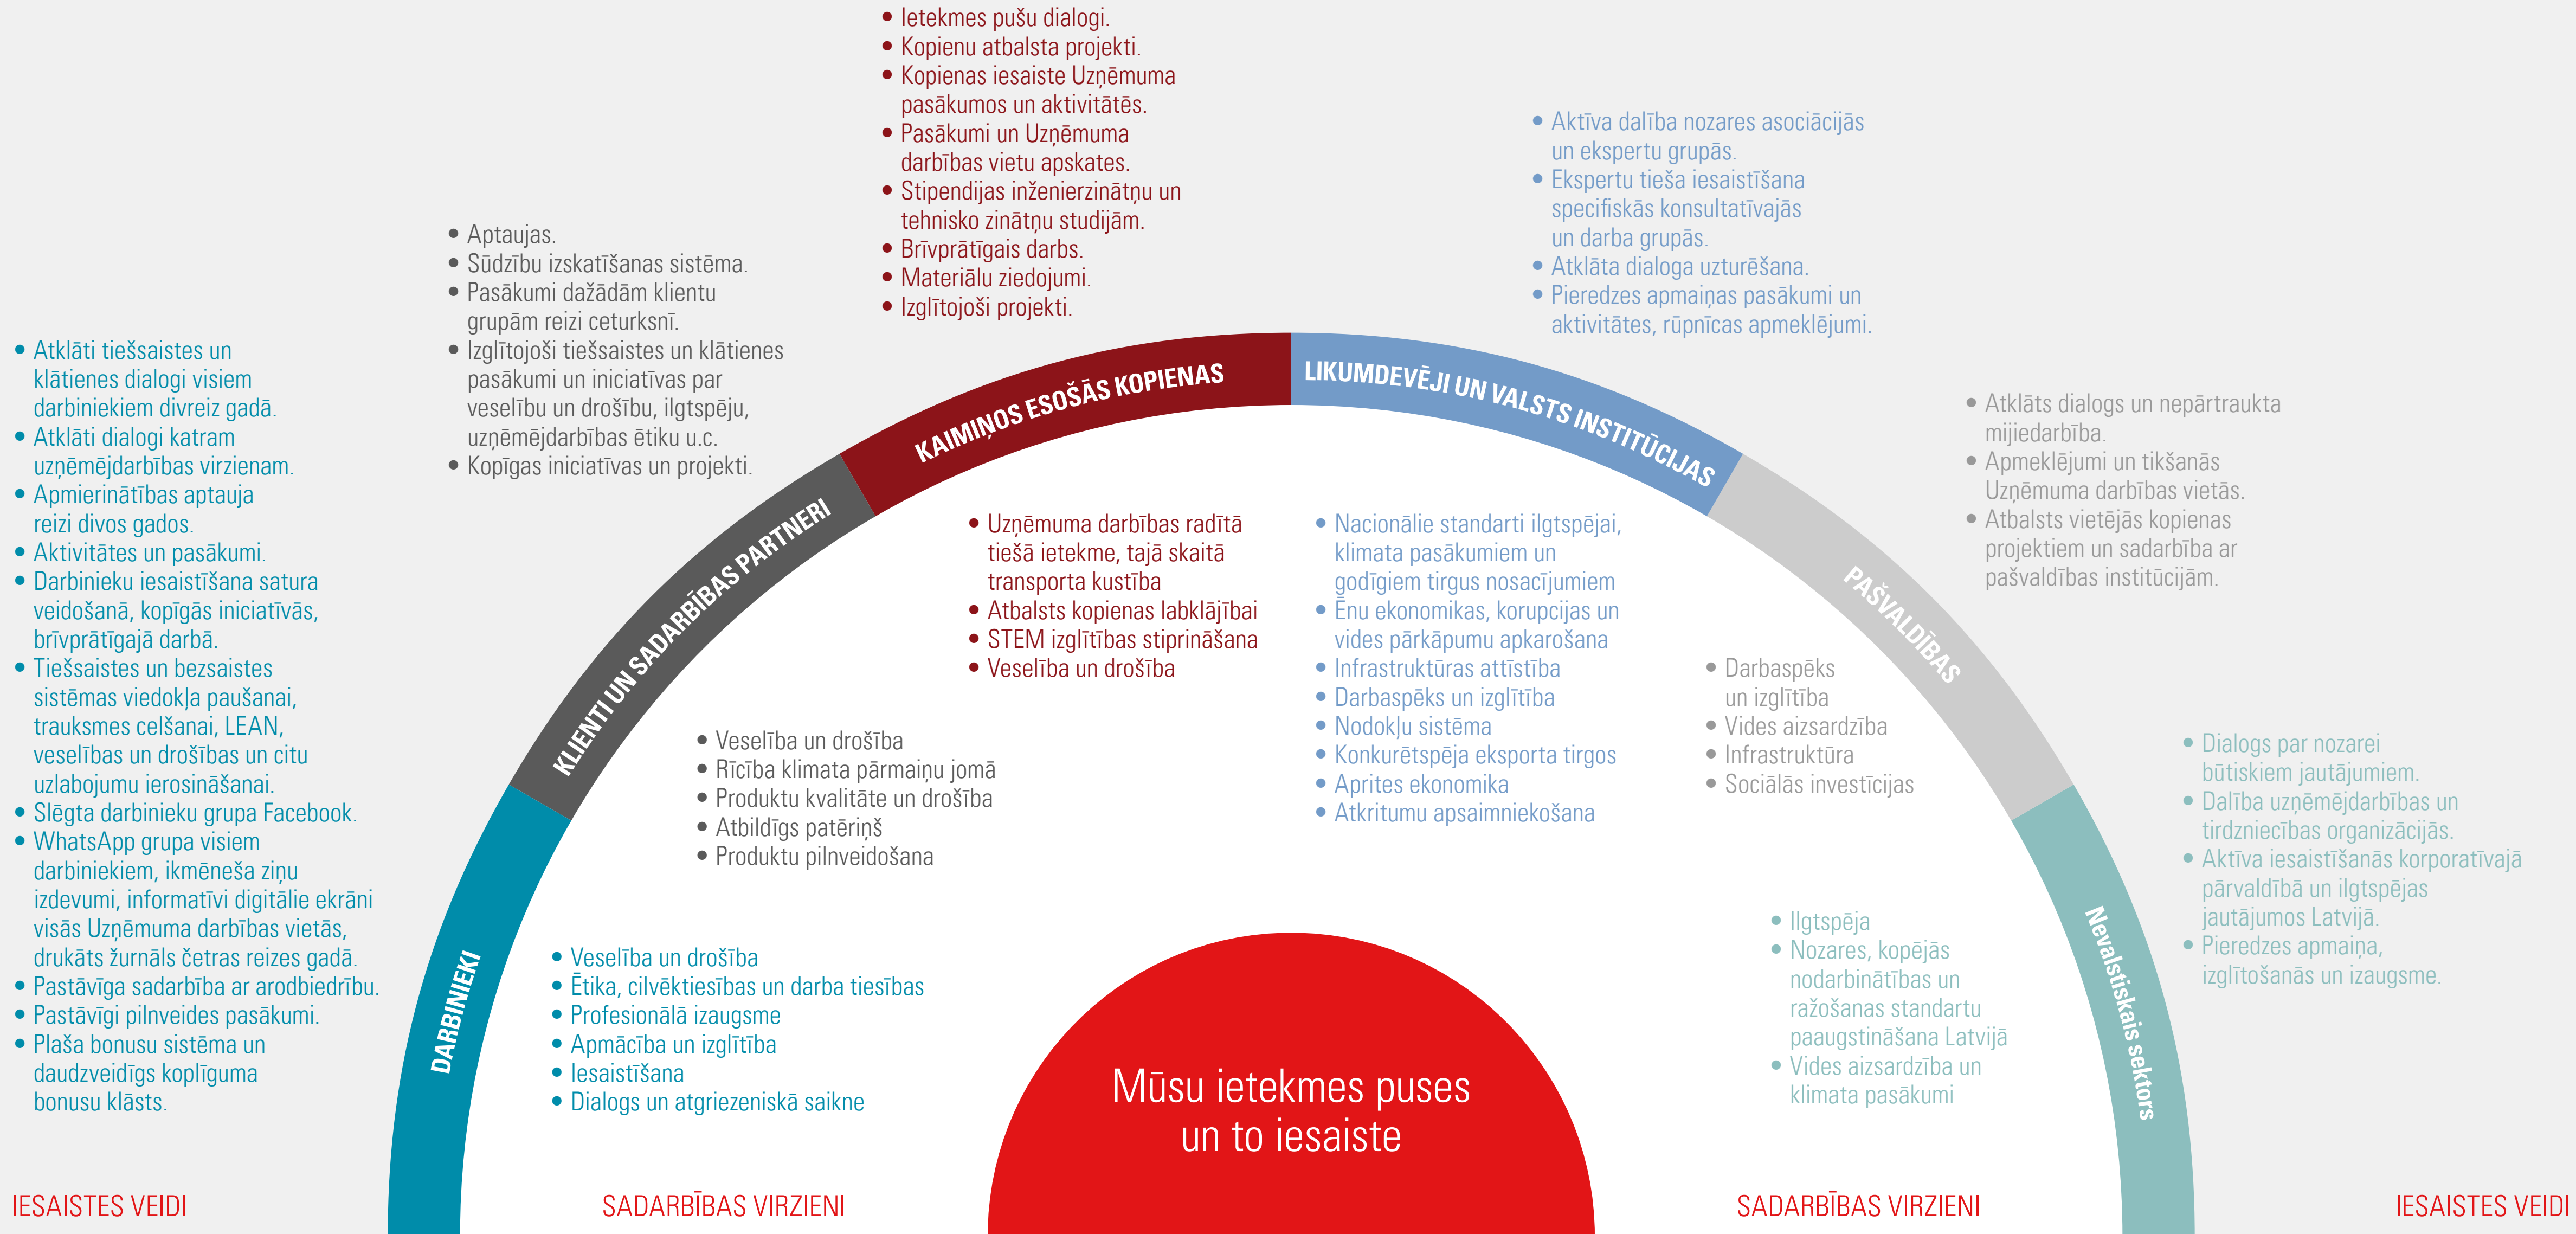 • Ietekmes pušu dialogi.
• Kopienu atbalsta projekti.
• Kopienas iesaiste Uzņēmuma
pasākumos un aktivitātēs.
• Pasākumi un Uzņēmuma
darbības vietu apskates.
• Stipendijas inženierzinātņu un
tehnisko zinātņu studijām.
• Brīvprātīgais darbs.
• Materiālu ziedojumi.
• Izglītojoši projekti.
• Aktīva dalība nozares asociācijās
un ekspertu grupās.
• Ekspertu tieša iesaistīšana
specifiskās konsultatīvajās
un darba grupās.
• Atklāta dialoga uzturēšana.
• Pieredzes apmaiņas pasākumi un
aktivitātes, rūpnīcas apmeklējumi.
• Aptaujas.
• Sūdzību izskatīšanas sistēma.
• Pasākumi dažādām klientu
grupām reizi ceturksnī.
• Izglītojoši tiešsaistes un klātienes
pasākumi un iniciatīvas par
veselību un drošību, ilgtspēju,
uzņēmējdarbības ētiku u.c.
• Kopīgas iniciatīvas un projekti.
• Atklāti tiešsaistes un
klātienes dialogi visiem
darbiniekiem divreiz gadā.
• Atklāti dialogi katram
uzņēmējdarbības virzienam.
• Apmierinātības aptauja
reizi divos gados.
• Aktivitātes un pasākumi.
• Darbinieku iesaistīšana satura
veidošanā, kopīgās iniciatīvās,
brīvprātīgajā darbā.
• Tiešsaistes un bezsaistes
sistēmas viedokļa paušanai,
trauksmes celšanai, LEAN,
veselības un drošības un citu
uzlabojumu ierosināšanai.
• Slēgta darbinieku grupa Facebook.
• WhatsApp grupa visiem
darbiniekiem, ikmēneša ziņu
izdevumi, informatīvi digitālie ekrāni
visās Uzņēmuma darbības vietās,
drukāts žurnāls četras reizes gadā.
• Pastāvīga sadarbība ar arodbiedrību.
• Pastāvīgi pilnveides pasākumi.
• Plaša bonusu sistēma un
daudzveidīgs koplīguma
bonusu klāsts.
• Atklāts dialogs un nepārtraukta
mijiedarbība.
• Apmeklējumi un tikšanās
Uzņēmuma darbības vietās.
• Atbalsts vietējās kopienas
projektiem un sadarbība ar
pašvaldības institūcijām.
• Dialogs par nozarei
būtiskiem jautājumiem.
• Dalība uzņēmējdarbības un
tirdzniecības organizācijās.
• Aktīva iesaistīšanās korporatīvajā
pārvaldībā un ilgtspējas
jautājumos Latvijā.
• Pieredzes apmaiņa,
izglītošanās un izaugsme.
DARBINIEKI
KLIENTI UN SADARBĪBAS PARTNERI
KAIMIŅOS ESOŠĀS KOPIENAS
LIKUMDEVĒJI UN VALSTS INSTITŪCIJAS
PAŠVALDĪBAS
Nevalstiskais sektors
• Veselība un drošība
• Ētika, cilvēktiesības un darba tiesības
• Profesionālā izaugsme
• Apmācība un izglītība
• Iesaistīšana
• Dialogs un atgriezeniskā saikne
• Veselība un drošība
• Rīcība klimata pārmaiņu jomā
• Produktu kvalitāte un drošība
• Atbildīgs patēriņš
• Produktu pilnveidošana
• Uzņēmuma darbības radītā
tiešā ietekme, tajā skaitā
transporta kustība
• Atbalsts kopienas labklājībai
• STEM izglītības stiprināšana
• Veselība un drošība
• Nacionālie standarti ilgtspējai,
klimata pasākumiem un
godīgiem tirgus nosacījumiem
• Ēnu ekonomikas, korupcijas un
vides pārkāpumu apkarošana
• Infrastruktūras attīstība
• Darbaspēks un izglītība
• Nodokļu sistēma
• Konkurētspēja eksporta tirgos
• Aprites ekonomika
• Atkritumu apsaimniekošana
• Darbaspēks
un izglītība
• Vides aizsardzība
• Infrastruktūra
• Sociālās investīcijas
• Ilgtspēja
• Nozares, kopējās
nodarbinātības un
ražošanas standartu
paaugstināšana Latvijā
• Vides aizsardzība un
klimata pasākumi
Mūsu ietekmes puses
un to iesaiste
IESAISTES VEIDI
SADARBĪBAS VIRZIENI
SADARBĪBAS VIRZIENI
IESAISTES VEIDI